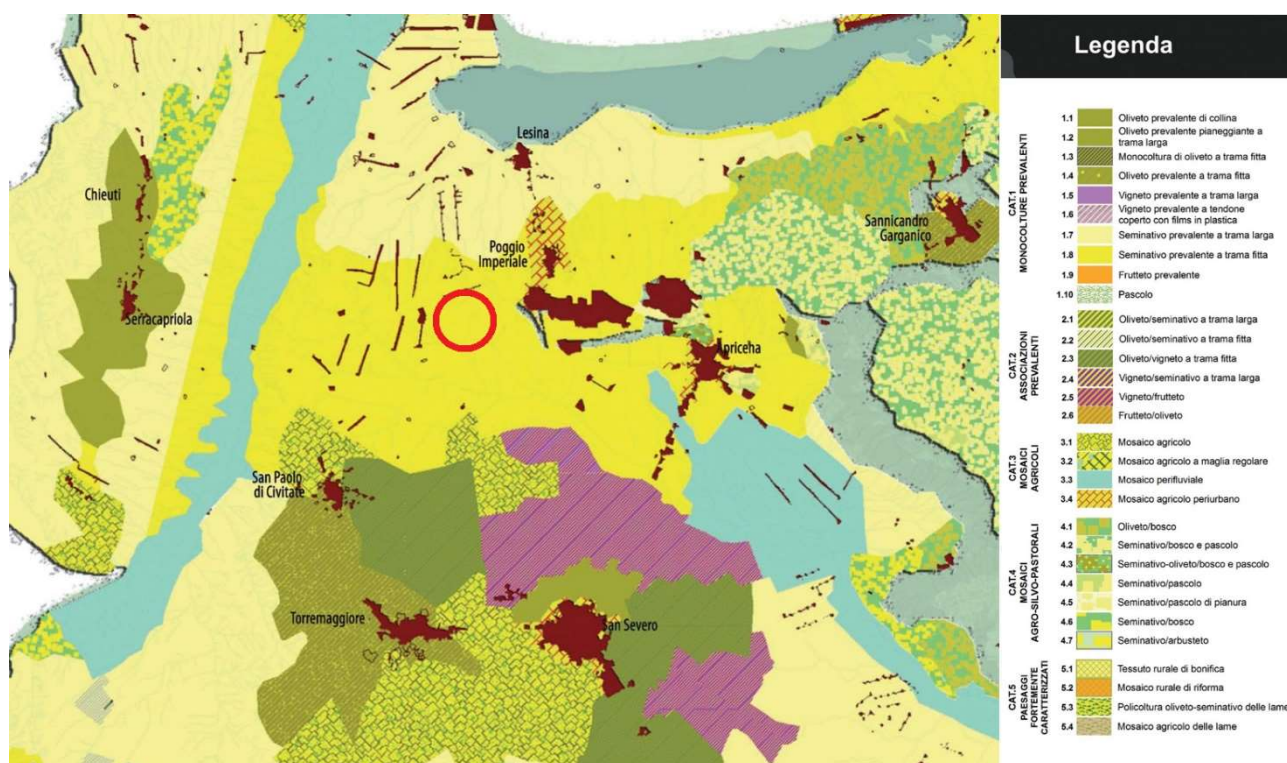 Lesina
Chieuti
Sannicandro
Garganico
Poggio
Imperiale
Serracapriola
Apriceha
San Paolo
di Civitate
Torremaggiore
San Severo
Legenda
CAT.1
MONOCOLTURE PREVALENTI
1.1 Oliveto prevalente di collina
1.2 Oliveto prevalente pianeggiante a
trama larga
1.3 Monocoltura di oliveto a trama fitta
1.4 Oliveto prevalente a trama fitta
1.5 Vigneto prevalente a trama larga
1.6 Vigneto prevalente a tendone
coperto con films in plastica
1.7 Seminativo prevalente a trama larga
1.8 Seminativo prevalente a trama fitta
1.9 Frutteto prevalente
1.10 Pascolo
CAT.2
ASSOCIAZIONI
PREVALENTI
2.1 Oliveto/seminativo a trama larga
2.2 Oliveto/seminativo a trama fitta
2.3 Oliveto/vigneto a trama fitta
2.4 Vigneto/seminativo a trama larga
2.5 Vigneto/frutteto
2.6 Frutteto/oliveto
CAT.3
MOSAICI
AGRICOLI
3.1 Mosaico agricolo
3.2 Mosaico agricolo a maglia regolare
3.3 Mosaico perifluviale
3.4 Mosaico agricolo periurbano
CAT.4
MOSAICI
AGRO-SILVO-PASTORALI
4.1 Oliveto/bosco
4.2 Seminativo/bosco e pascolo
4.3 Seminativo-oliveto/bosco e pascolo
4.4 Seminativo/pascolo
4.5 Seminativo/pascolo di pianura
4.6 Seminativo/bosco
4.7 Seminativo/arbusteto
CAT.5
PAESAGGI
FORTEMENTE
CARATTERIZZATI
5.1 Tessuto rurale di bonifica
5.2 Mosaico rurale di riforma
5.3 Policoltura oliveto-seminativo delle lame
5.4 Mosaico agricolo delle lame